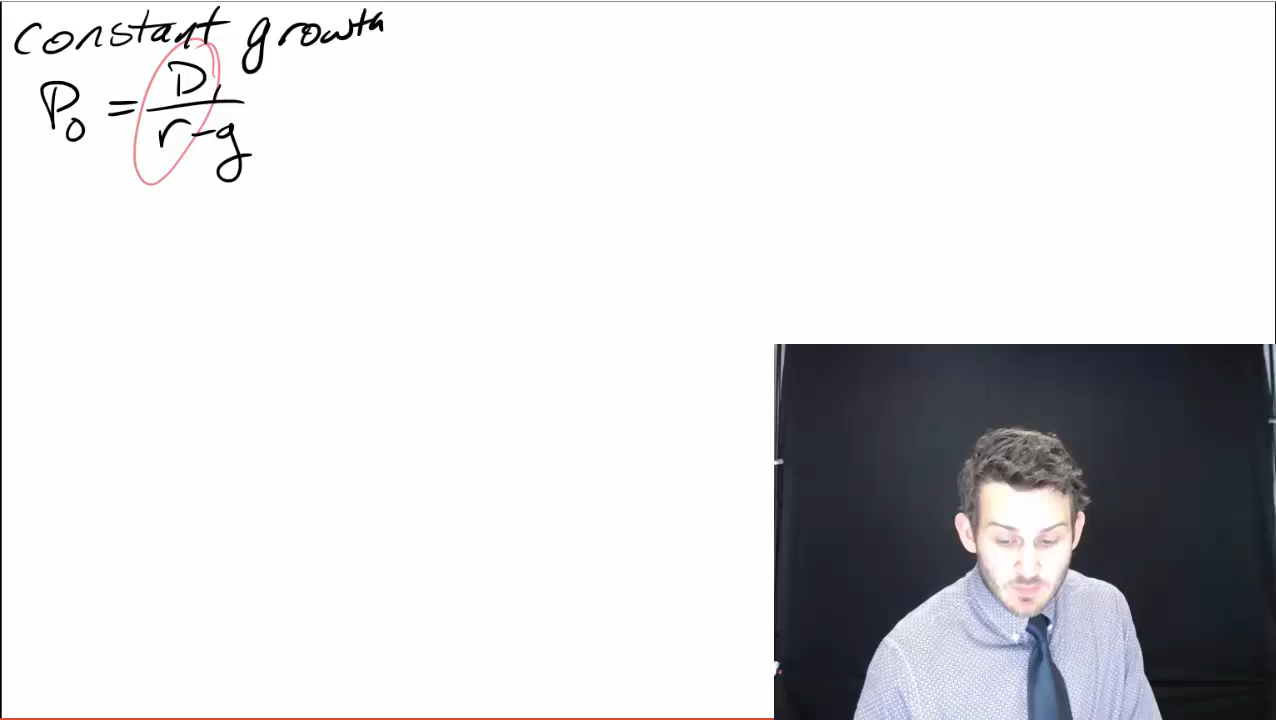 constant growth
P₀ = D₁
r-g